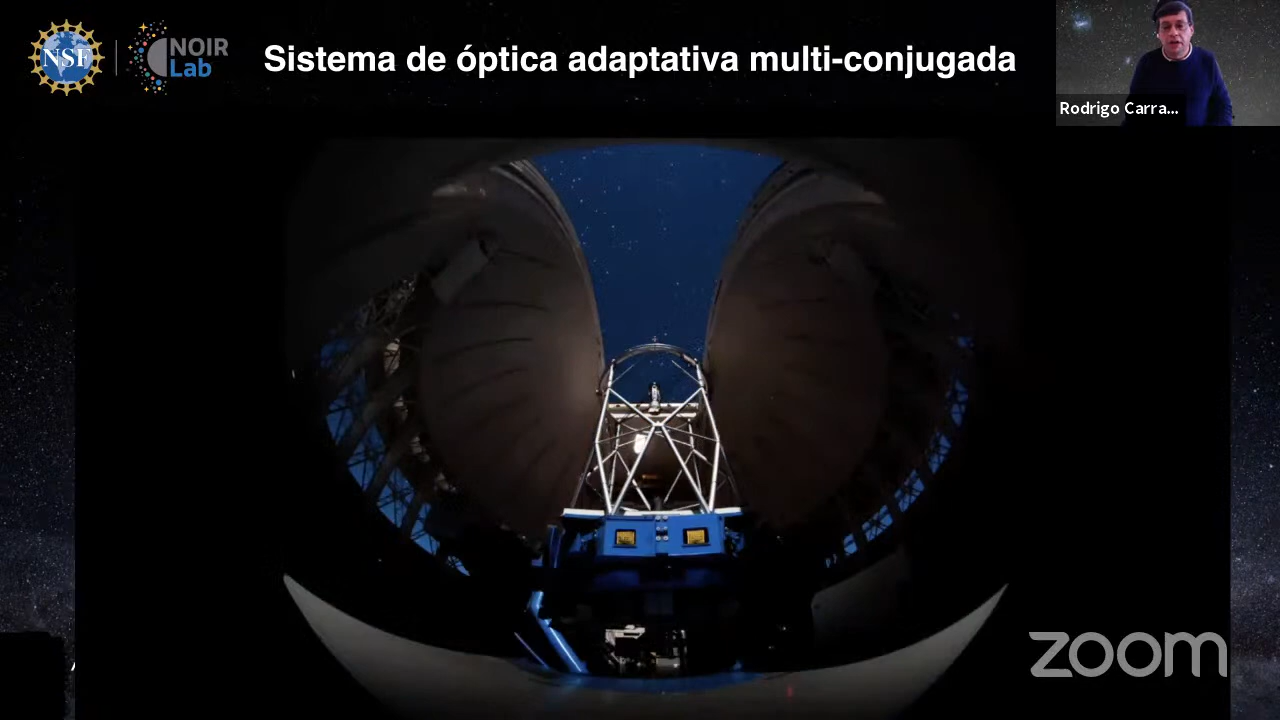 NSF
NOIR
Lab
Sistema de óptica adaptativa multi-conjugada
Rodrigo Carra...
zoom